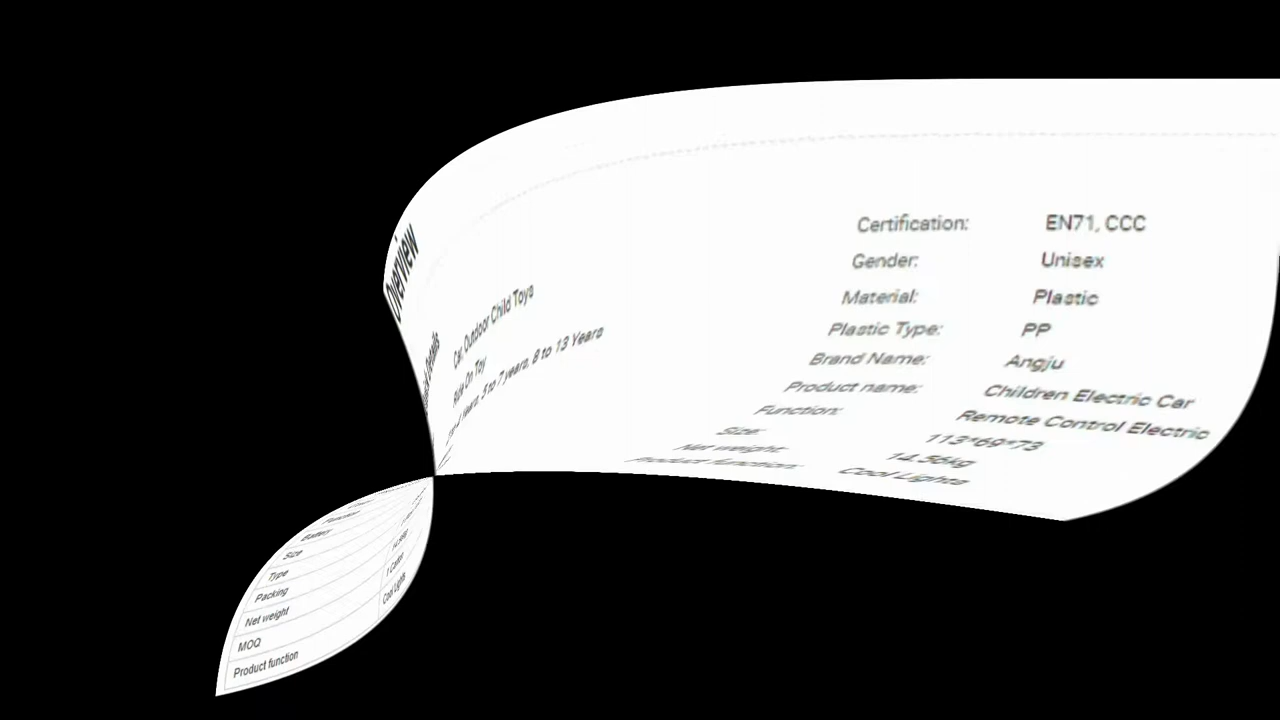 Overview
Car, Outdoor Child Toys
Ride On Toy
years, 5 to 7 years, 8 to 13 Years
Certification: EN71, CCC
Gender: Unisex
Material: Plastic
Plastic Type: PP
Brand Name: Angju
Product name: Children Electric Car
Function: Remote Control Electric
Size: 113*69*73
Net weight: 14.56kg
Product function: Cool Lights
Function
Battery
Size
Type
Packing
Net weight 1 Carton
MOQ
Product function Cool Lights